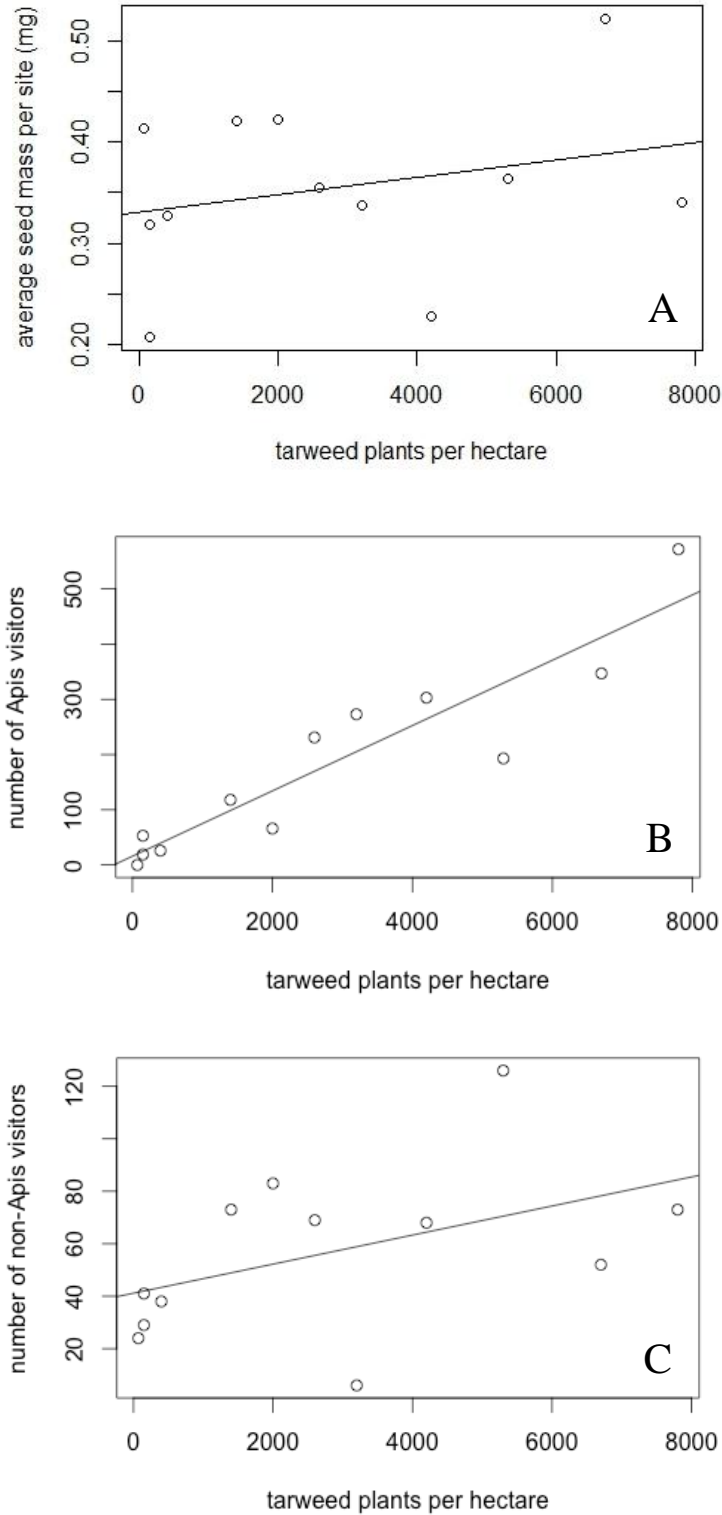 average seed mass per site (mg)
0.50
0.40
0.30
0.20
A
0 2000 4000 6000 8000
tarweed plants per hectare
number of Apis visitors
500
300
100
0
B
0 2000 4000 6000 8000
tarweed plants per hectare
number of non-Apis visitors
120
80
60
40
20
C
0 2000 4000 6000 8000
tarweed plants per hectare